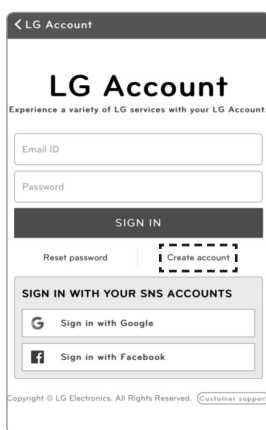 LG Account
LG Account
Experience a variety of LG services with your LG Account.
Email ID
Password
SIGN IN
Reset password
Create account
SIGN IN WITH YOUR SNS ACCOUNTS
G Sign in with Google
f Sign in with Facebook
Copyright © LG Electronics. All Rights Reserved. Customer support